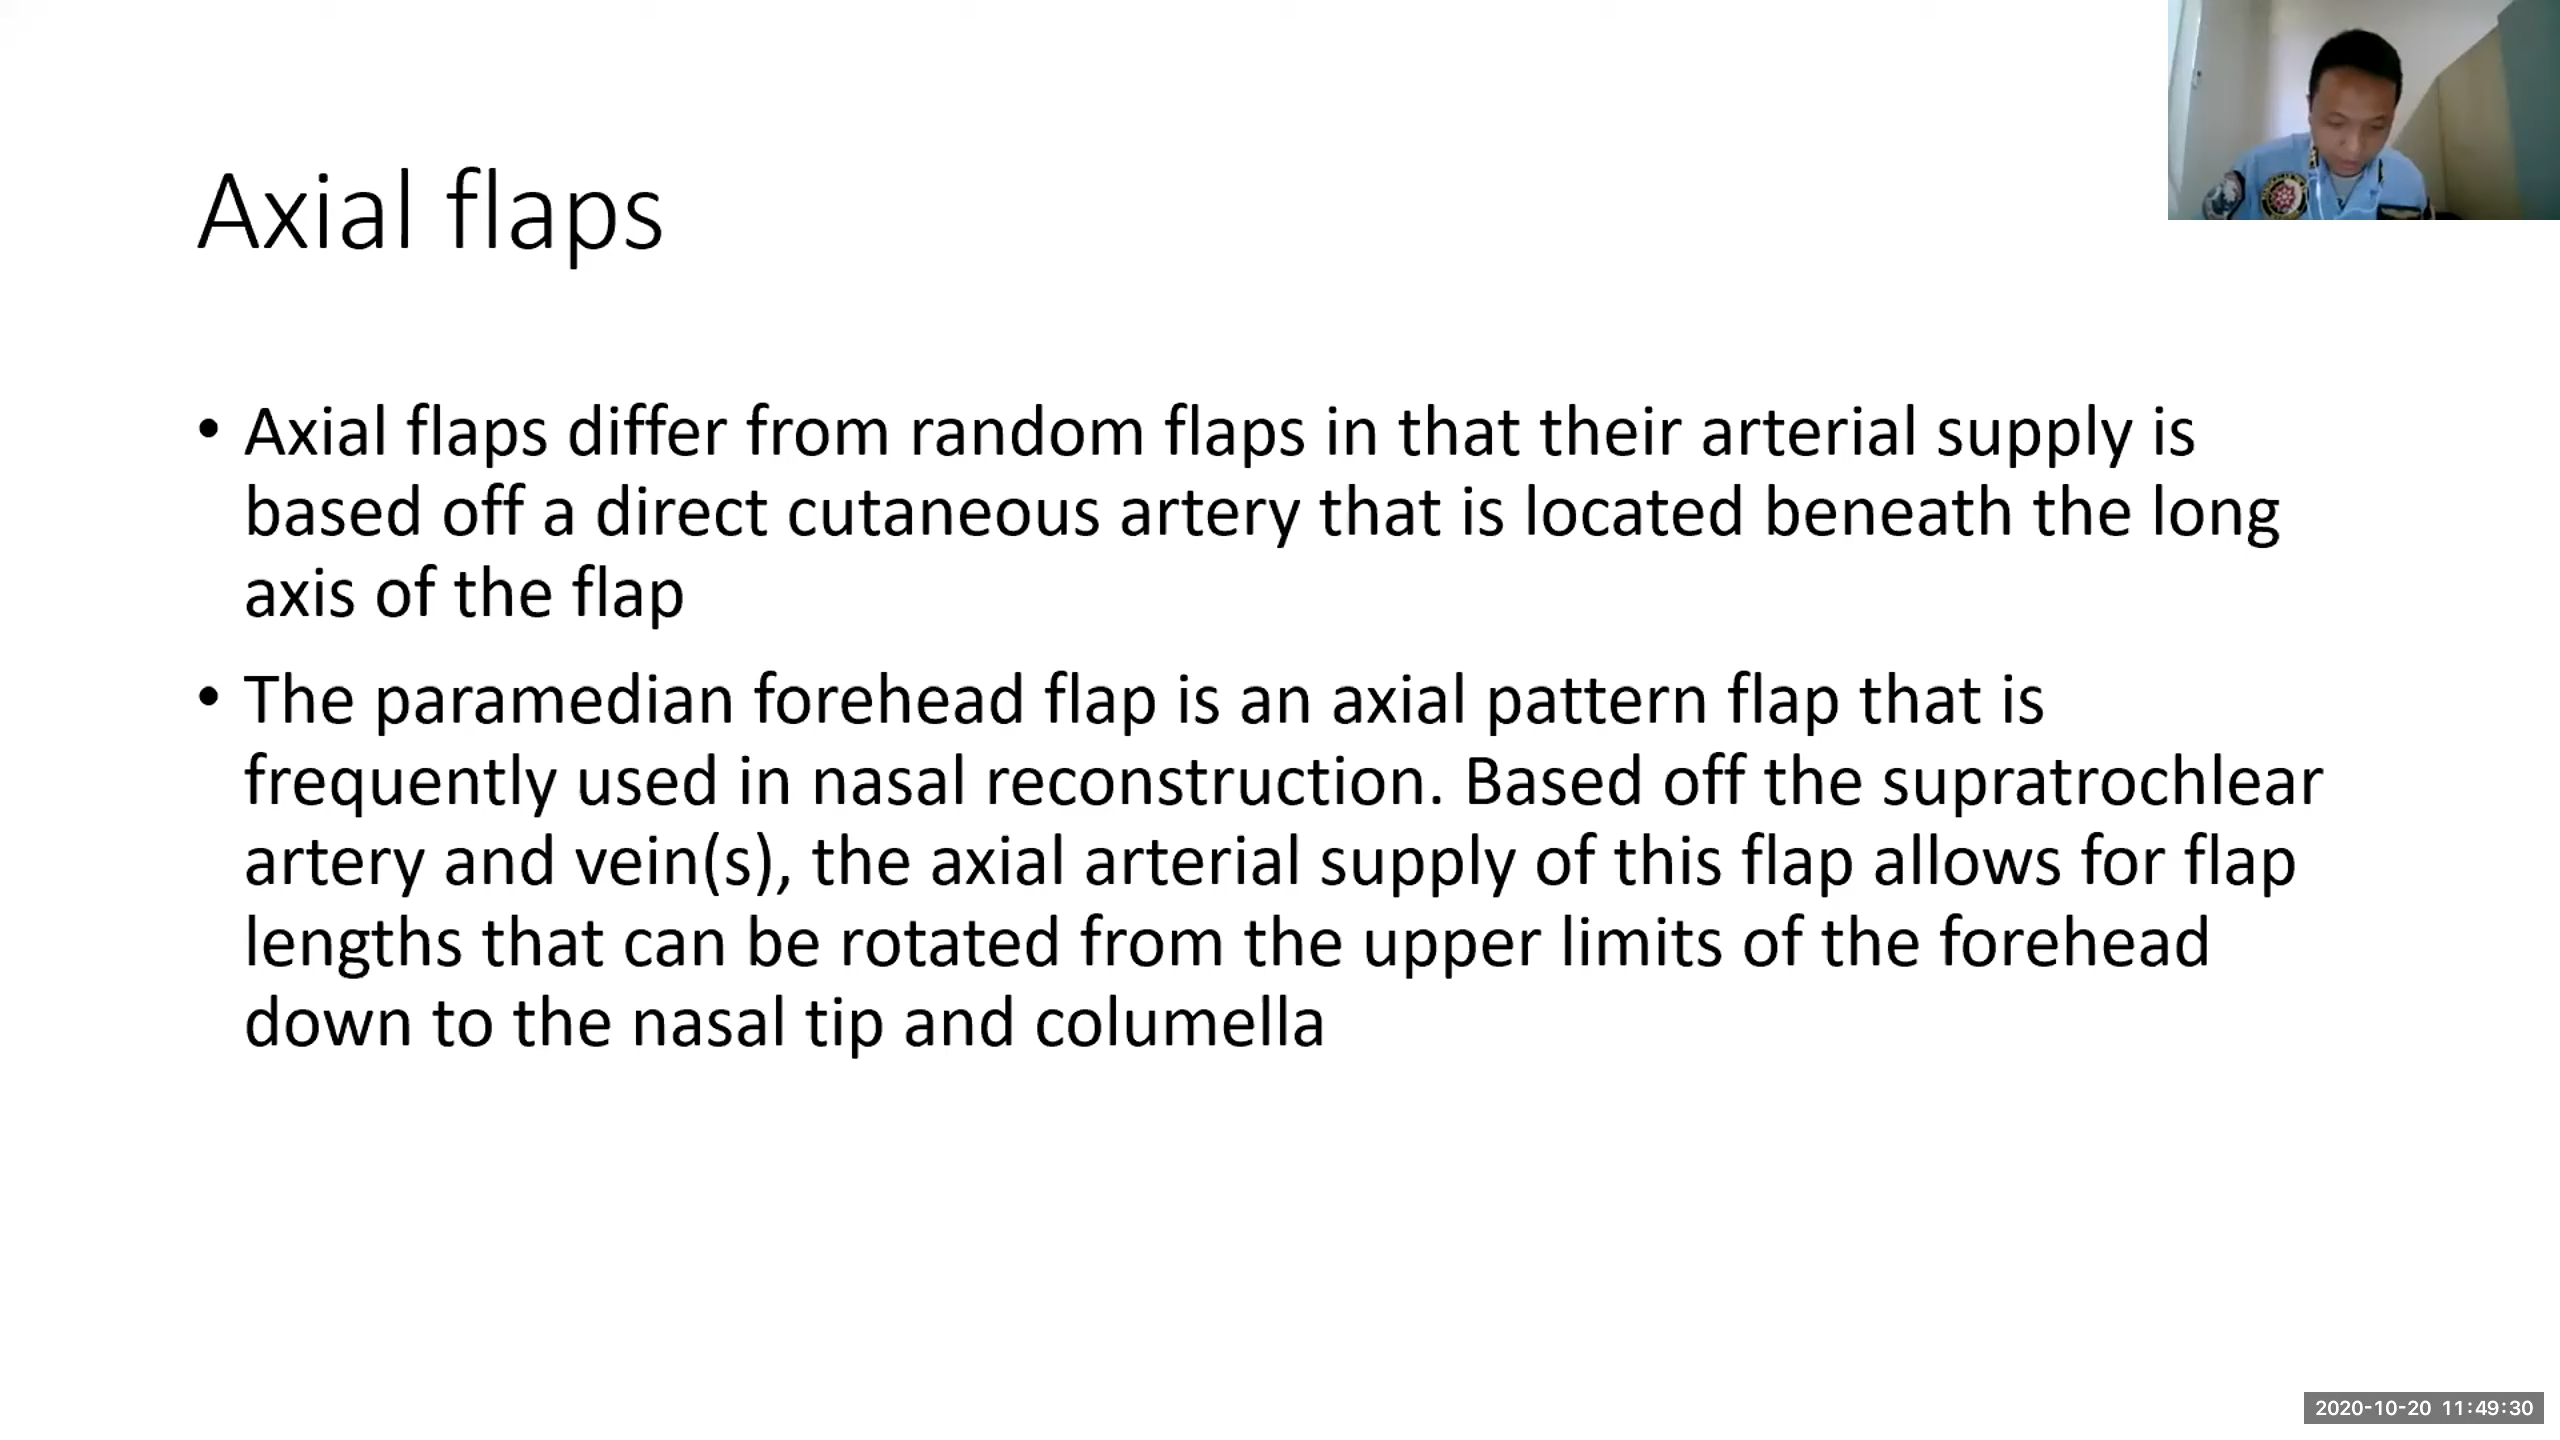 Axial flaps
• Axial flaps differ from random flaps in that their arterial supply is
based off a direct cutaneous artery that is located beneath the long
axis of the flap
• The paramedian forehead flap is an axial pattern flap that is
frequently used in nasal reconstruction. Based off the supratrochlear
artery and vein(s), the axial arterial supply of this flap allows for flap
lengths that can be rotated from the upper limits of the forehead
down to the nasal tip and columella
2020-10-20 11:49:30